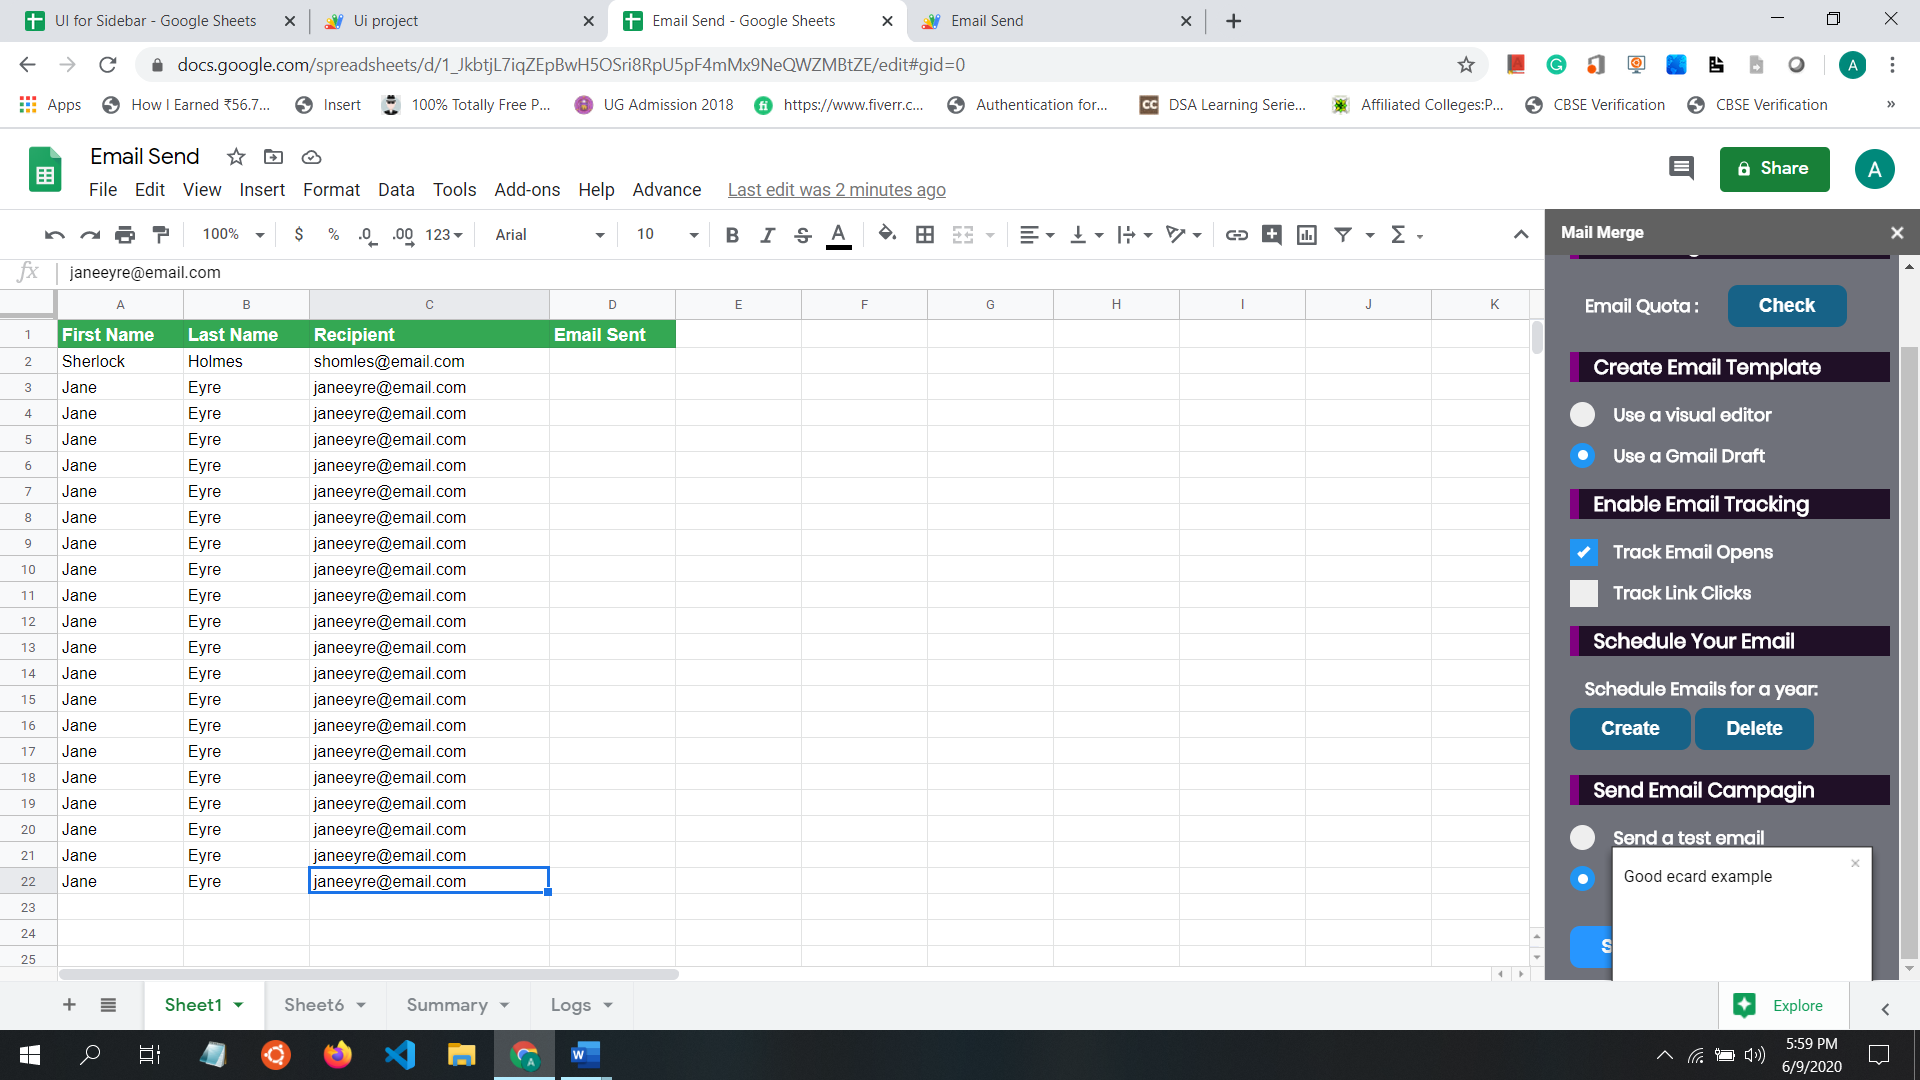 UI for Sidebar - Google Sheets
Ui project
Email Send - Google Sheets
Email Send
docs.google.com/spreadsheets/d/1_JkbtjL7iqZEpBwH5OSri8RpU5pF4mMx9NeQWZMBtZE/edit#gid=0
A
Apps
How I Earned ₹56.7...
Insert
100% Totally Free P...
UG Admission 2018
https://www.fiverr.c...
Authentication for...
DSA Learning Serie...
Affiliated Colleges:P...
CBSE Verification
CBSE Verification
»
Email Send
File Edit View Insert Format Data Tools Add-ons Help Advance Last edit was 2 minutes ago
Share
A
100% $ % .0 .00 123 Arial 10 B I S A Σ
fx janeeyre@email.com
A B C D E F G H I J K
1 First Name Last Name Recipient Email Sent
2 Sherlock Holmes shomles@email.com
3 Jane Eyre janeeyre@email.com
4 Jane Eyre janeeyre@email.com
5 Jane Eyre janeeyre@email.com
6 Jane Eyre janeeyre@email.com
7 Jane Eyre janeeyre@email.com
8 Jane Eyre janeeyre@email.com
9 Jane Eyre janeeyre@email.com
10 Jane Eyre janeeyre@email.com
11 Jane Eyre janeeyre@email.com
12 Jane Eyre janeeyre@email.com
13 Jane Eyre janeeyre@email.com
14 Jane Eyre janeeyre@email.com
15 Jane Eyre janeeyre@email.com
16 Jane Eyre janeeyre@email.com
17 Jane Eyre janeeyre@email.com
18 Jane Eyre janeeyre@email.com
19 Jane Eyre janeeyre@email.com
20 Jane Eyre janeeyre@email.com
21 Jane Eyre janeeyre@email.com
22 Jane Eyre janeeyre@email.com
23
24
25
Mail Merge
Email Quota :
Check
Create Email Template
Use a visual editor
Use a Gmail Draft
Enable Email Tracking
Track Email Opens
Track Link Clicks
Schedule Your Email
Schedule Emails for a year:
Create
Delete
Send Email Campagin
Send a test email
Good ecard example
S
Sheet1
Sheet6
Summary
Logs
Explore
5:59 PM
6/9/2020